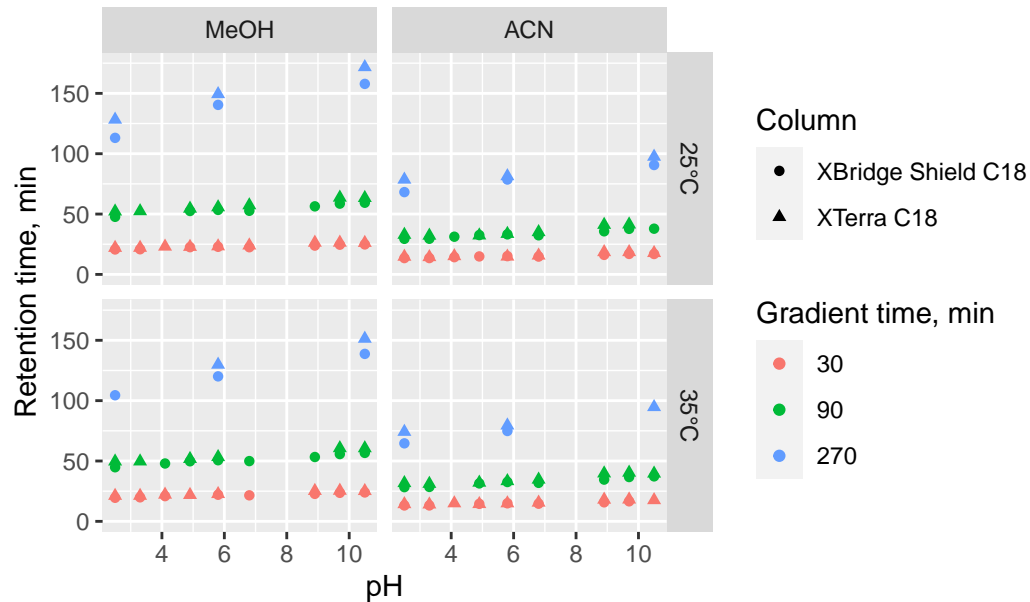 MeOH
ACN
Retention time, min
150
100
50
0
25°C
150
100
50
0
35°C
4
6
8
10
4
6
8
10
pH
Column
XBridge Shield C18
XTerra C18
Gradient time, min
30
90
270